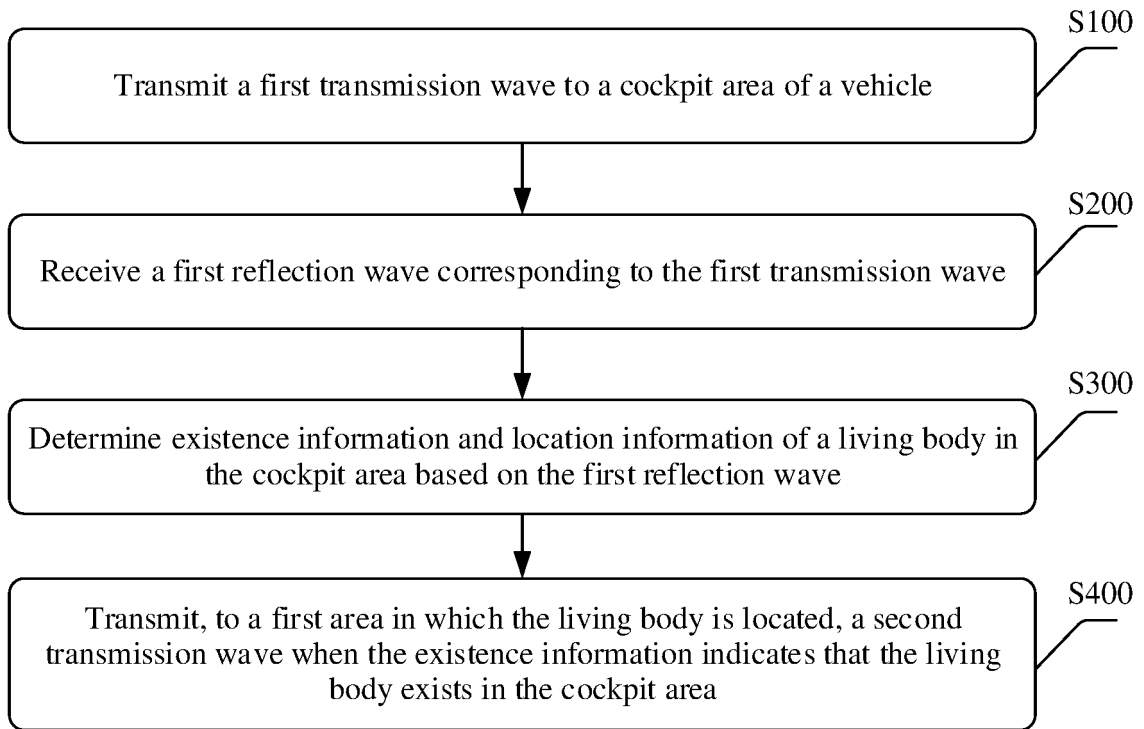 S100
Transmit a first transmission wave to a cockpit area of a vehicle
S200
Receive a first reflection wave corresponding to the first transmission wave
S300
Determine existence information and location information of a living body in
the cockpit area based on the first reflection wave
S400
Transmit, to a first area in which the living body is located, a second
transmission wave when the existence information indicates that the living
body exists in the cockpit area